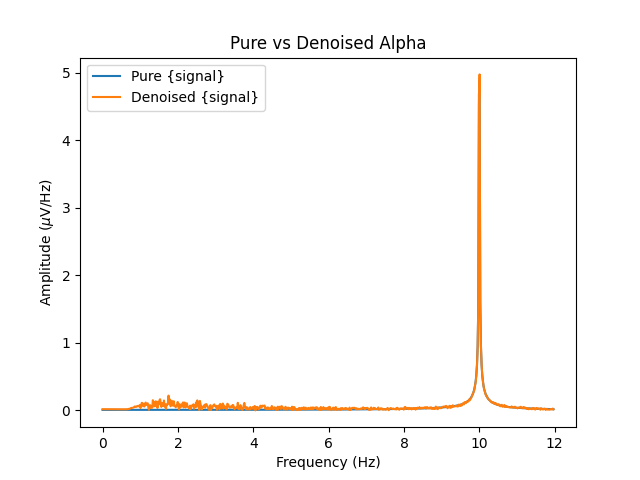 Pure vs Denoised Alpha
Pure {signal}
Denoised {signal}
Amplitude (μV/Hz)
5
4
3
2
1
0
0 2 4 6 8 10 12
Frequency (Hz)